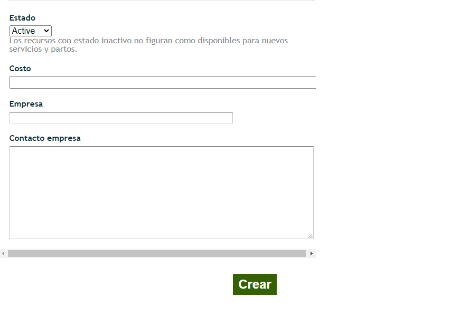 Estado
Active
Los recursos con estado inactivo no figuran como disponibles para nuevos
servicios y partos.
Costo
Empresa
Contacto empresa
Crear